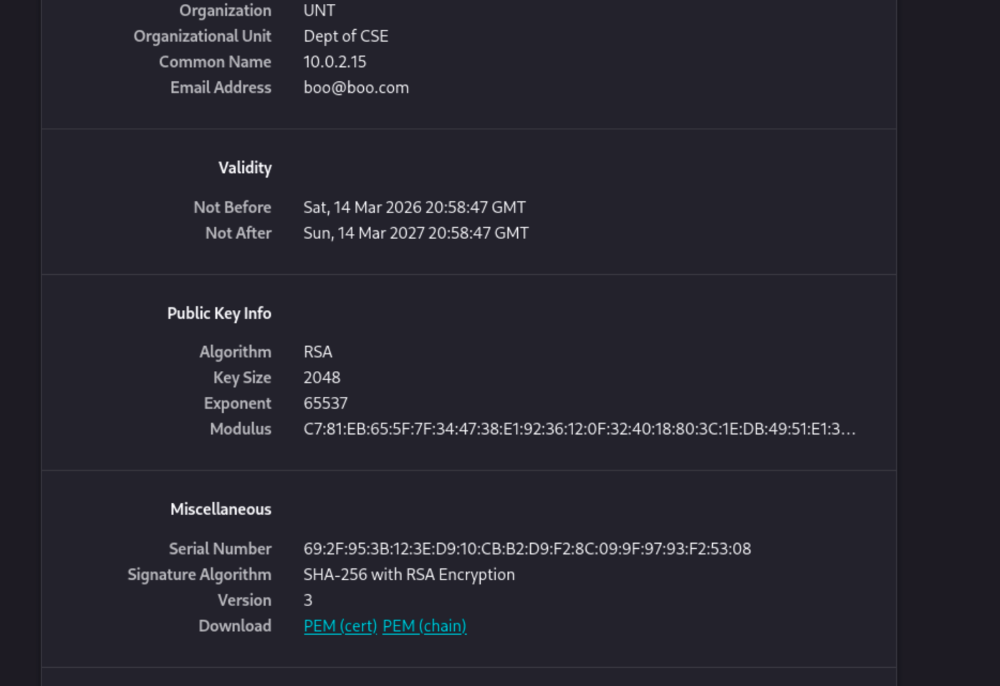 Organization UNT
Organizational Unit Dept of CSE
Common Name 10.0.2.15
Email Address boo@boo.com
Validity
Not Before Sat, 14 Mar 2026 20:58:47 GMT
Not After Sun, 14 Mar 2027 20:58:47 GMT
Public Key Info
Algorithm RSA
Key Size 2048
Exponent 65537
Modulus C7:81:EB:65:5F:7F:34:47:38:E1:92:36:12:0F:32:40:18:80:3C:1E:DB:49:51:E1:3…
Miscellaneous
Serial Number 69:2F:95:3B:12:3E:D9:10:CB:B2:D9:F2:8C:09:9F:97:93:F2:53:08
Signature Algorithm SHA-256 with RSA Encryption
Version 3
Download PEM (cert) PEM (chain)